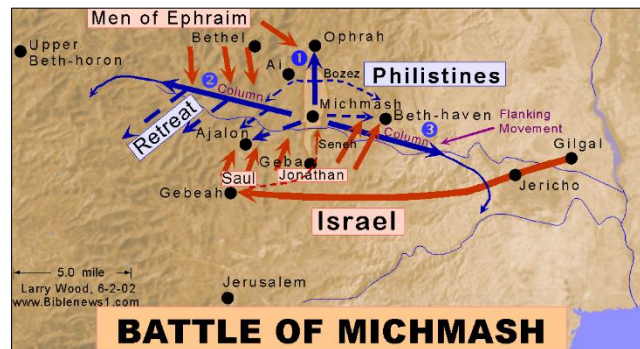 Men of Ephraim
Upper
Beth-horon
Bethel
Ophrah
1
Ai
Bozez
Philistines
2
Column
Michmash
Beth-haven
Retreat
Column
3
Flanking
Movement
Ajalon
Seneh
Geba
Gilgal
Saul
Jonathan
Jericho
Gebeah
Israel
5.0 mile
Jerusalem
Larry Wood, 6-2-02
www.Biblenews1.com
BATTLE OF MICHMASH